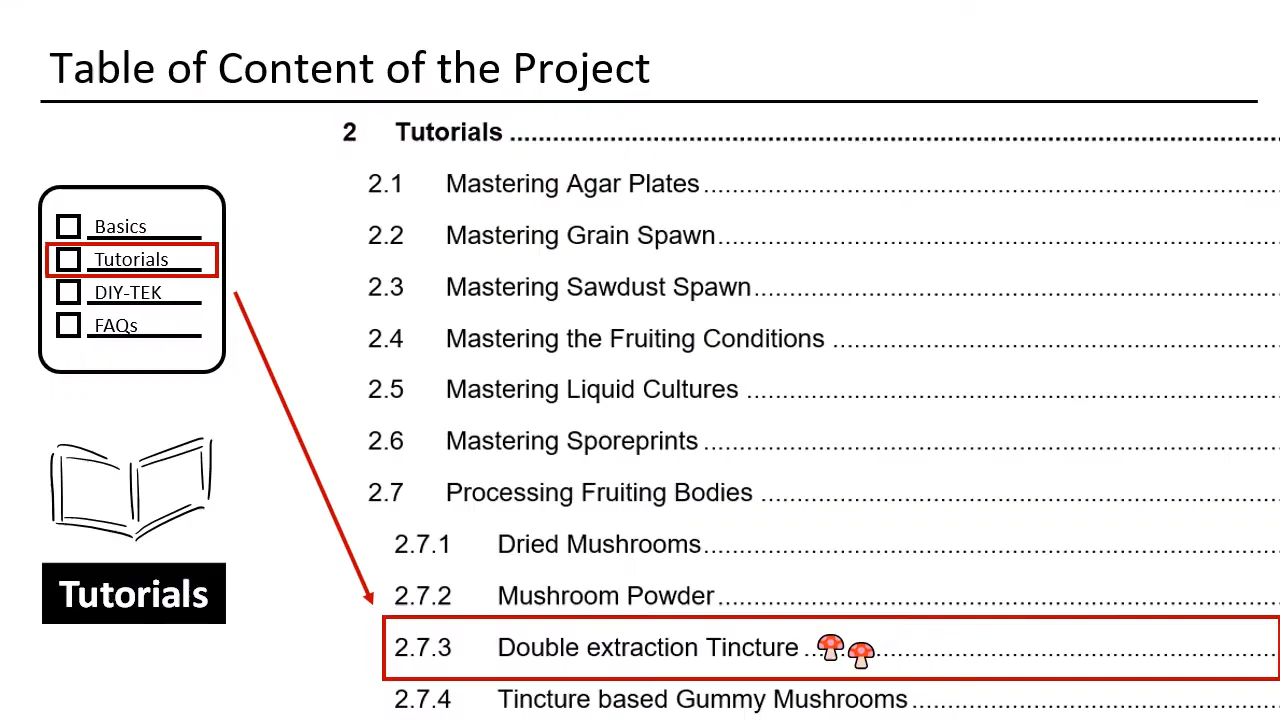 Table of Content of the Project
Basics
Tutorials
DIY-TEK
FAQs
Tutorials
2 Tutorials
2.1 Mastering Agar Plates
2.2 Mastering Grain Spawn
2.3 Mastering Sawdust Spawn
2.4 Mastering the Fruiting Conditions
2.5 Mastering Liquid Cultures
2.6 Mastering Sporeprints
2.7 Processing Fruiting Bodies
2.7.1 Dried Mushrooms
2.7.2 Mushroom Powder
2.7.3 Double extraction Tincture
2.7.4 Tincture based Gummy Mushrooms